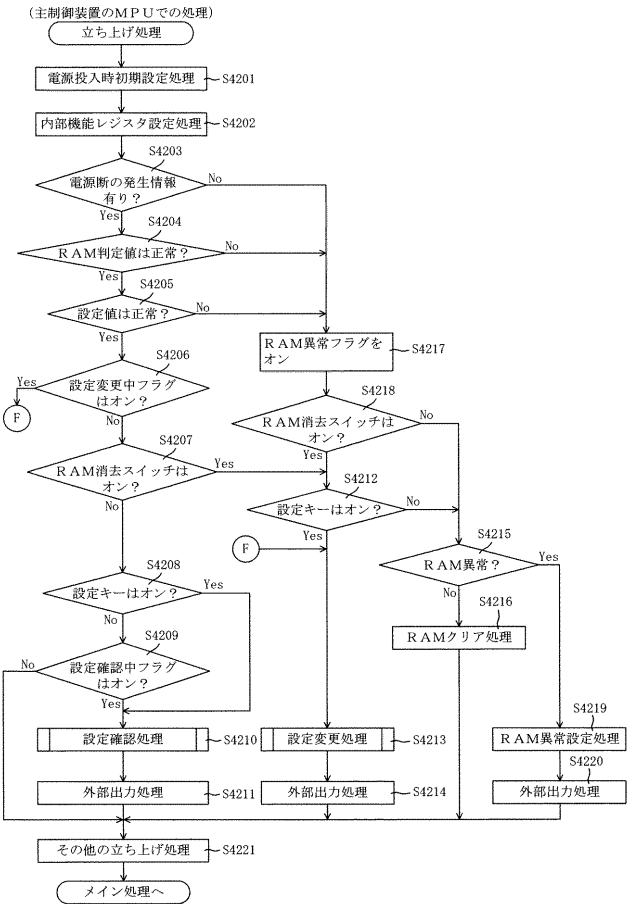 (主制御装置のMPUでの処理)
立ち上げ処理
電源投入時初期設定処理 S4201
内部機能レジスタ設定処理 S4202
S4203
電源断の発生情報
有り？
No
Yes
S4204
RAM判定値は正常？
No
Yes
S4205
設定値は正常？
No
Yes
RAM異常フラグを
オン
S4217
S4206
設定変更中フラグ
はオン？
Yes
F
No
S4218
RAM消去スイッチは
オン？
No
Yes
S4207
RAM消去スイッチは
オン？
Yes
No
S4212
設定キーはオン？
No
Yes
F
S4215
RAM異常？
Yes
No
S4216
RAMクリア処理
S4208
設定キーはオン？
Yes
No
S4209
設定確認中フラグ
はオン？
No
Yes
設定確認処理 S4210
設定変更処理 S4213
S4219
RAM異常設定処理
外部出力処理 S4211
外部出力処理 S4214
S4220
外部出力処理
その他の立ち上げ処理 S4221
メイン処理へ